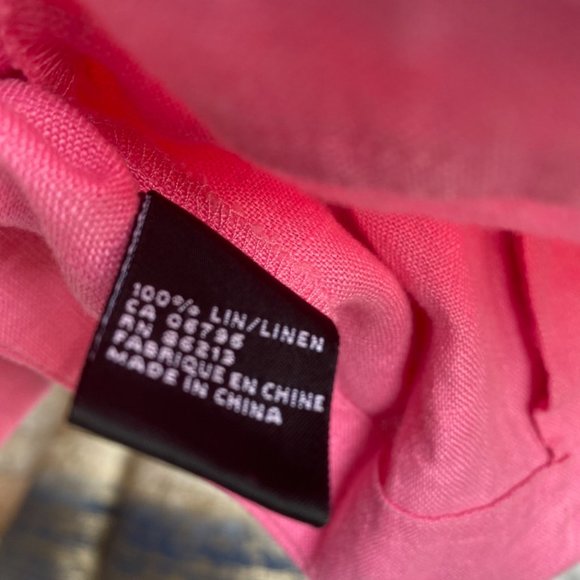 100% LIN/LINEN
CA 06795
RN 86213
FABRIQUE EN CHINE
MADE IN CHINA